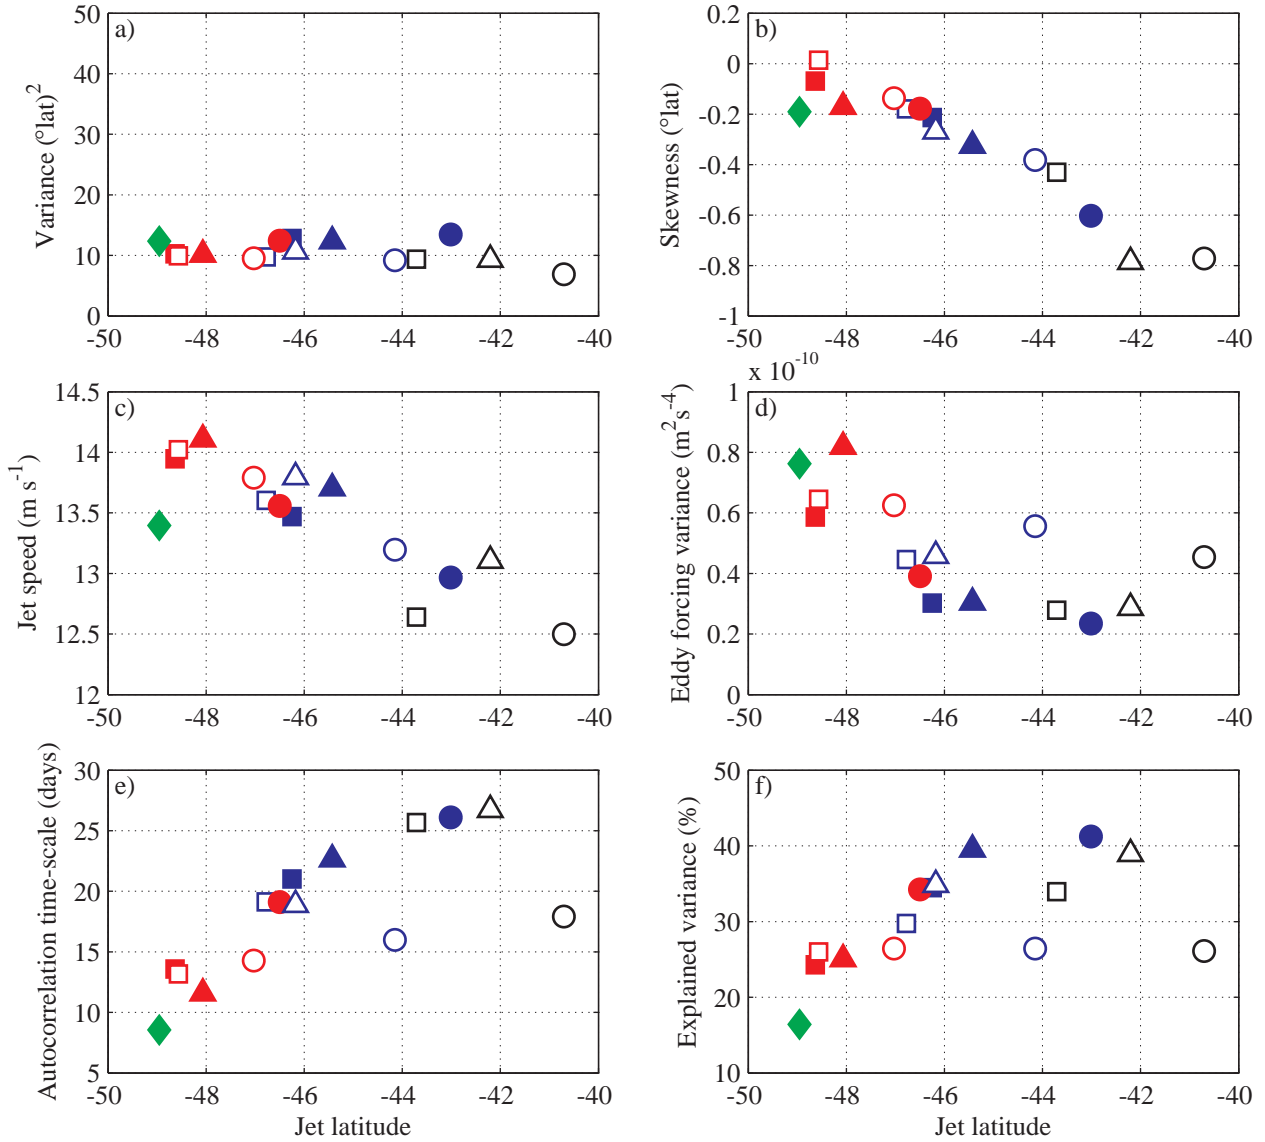 a)
Variance (°lat)²
50
40
30
20
10
0
-50 -48 -46 -44 -42 -40
b)
Skewness (°lat)
0.2
0
-0.2
-0.4
-0.6
-0.8
-1
-50 -48 -46 -44 -42 -40
c)
Jet speed (m s⁻¹)
14.5
14
13.5
13
12.5
12
-50 -48 -46 -44 -42 -40
x 10⁻¹⁰
d)
Eddy forcing variance (m²s⁻⁴)
1
0.8
0.6
0.4
0.2
0
-50 -48 -46 -44 -42 -40
e)
Autocorrelation time-scale (days)
30
25
20
15
10
5
-50 -48 -46 -44 -42 -40
Jet latitude
f)
Explained variance (%)
50
40
30
20
10
-50 -48 -46 -44 -42 -40
Jet latitude